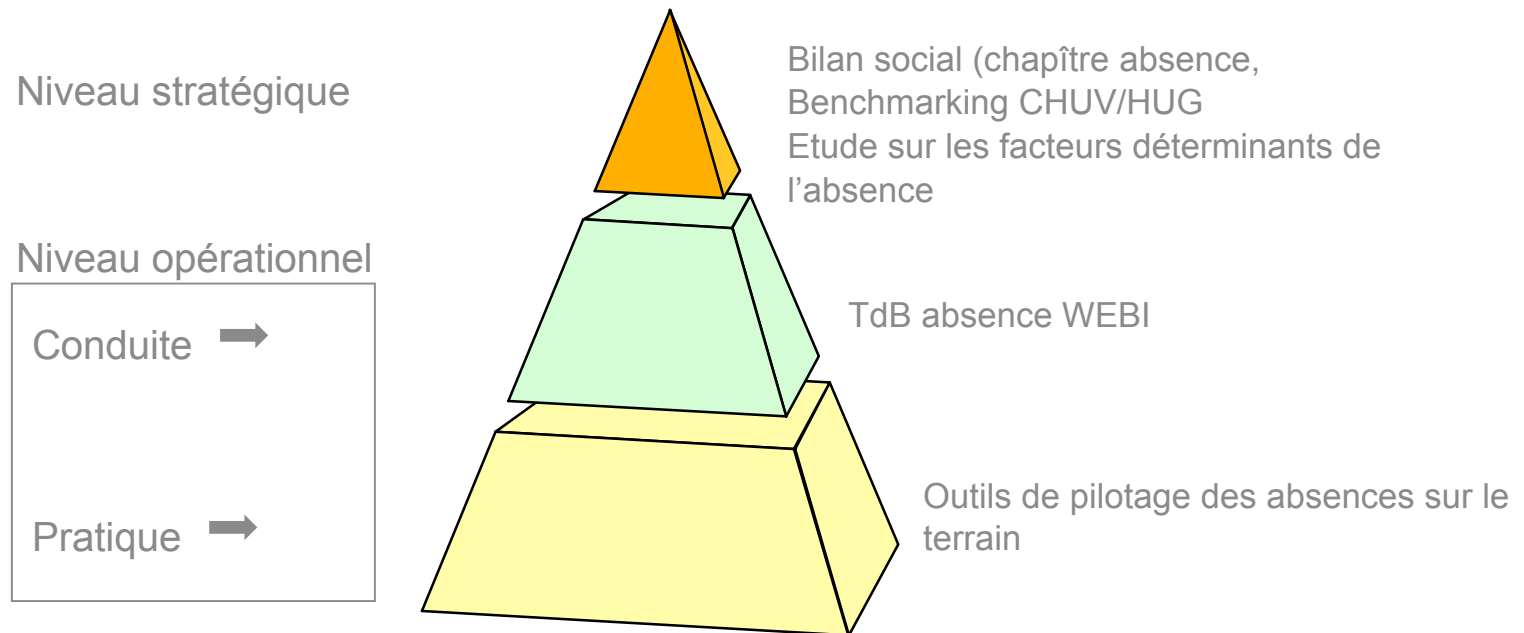 Niveau stratégique
Bilan social (chapître absence,
Benchmarking CHUV/HUG
Etude sur les facteurs déterminants de
l’absence
Niveau opérationnel
Conduite
TdB absence WEBI
Pratique
Outils de pilotage des absences sur le
terrain